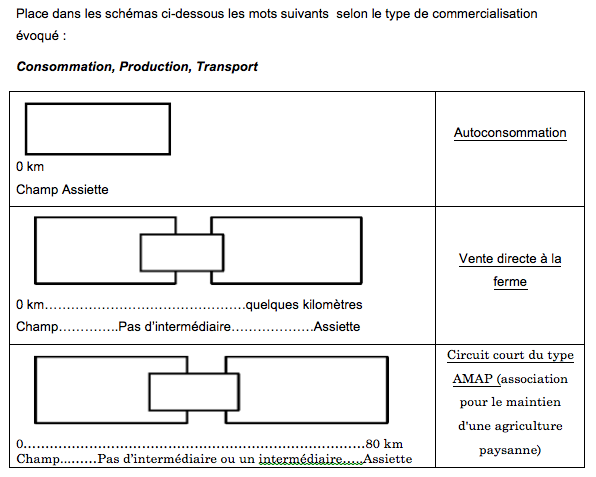 Place dans les schémas ci-dessous les mots suivants  selon le type de commercialisation
évoqué :
Consommation, Production, Transport
Autoconsommation
0 km
Champ Assiette
Vente directe à la
ferme
0 km…………………………………………quelques kilomètres
Champ…………..Pas d’intermédiaire………………..Assiette
Circuit court du type
AMAP (association
pour le maintien
d'une agriculture
paysanne)
0……………………………………………………………………80 km
Champ.………Pas d’intermédiaire ou un intermédiaire……Assiette